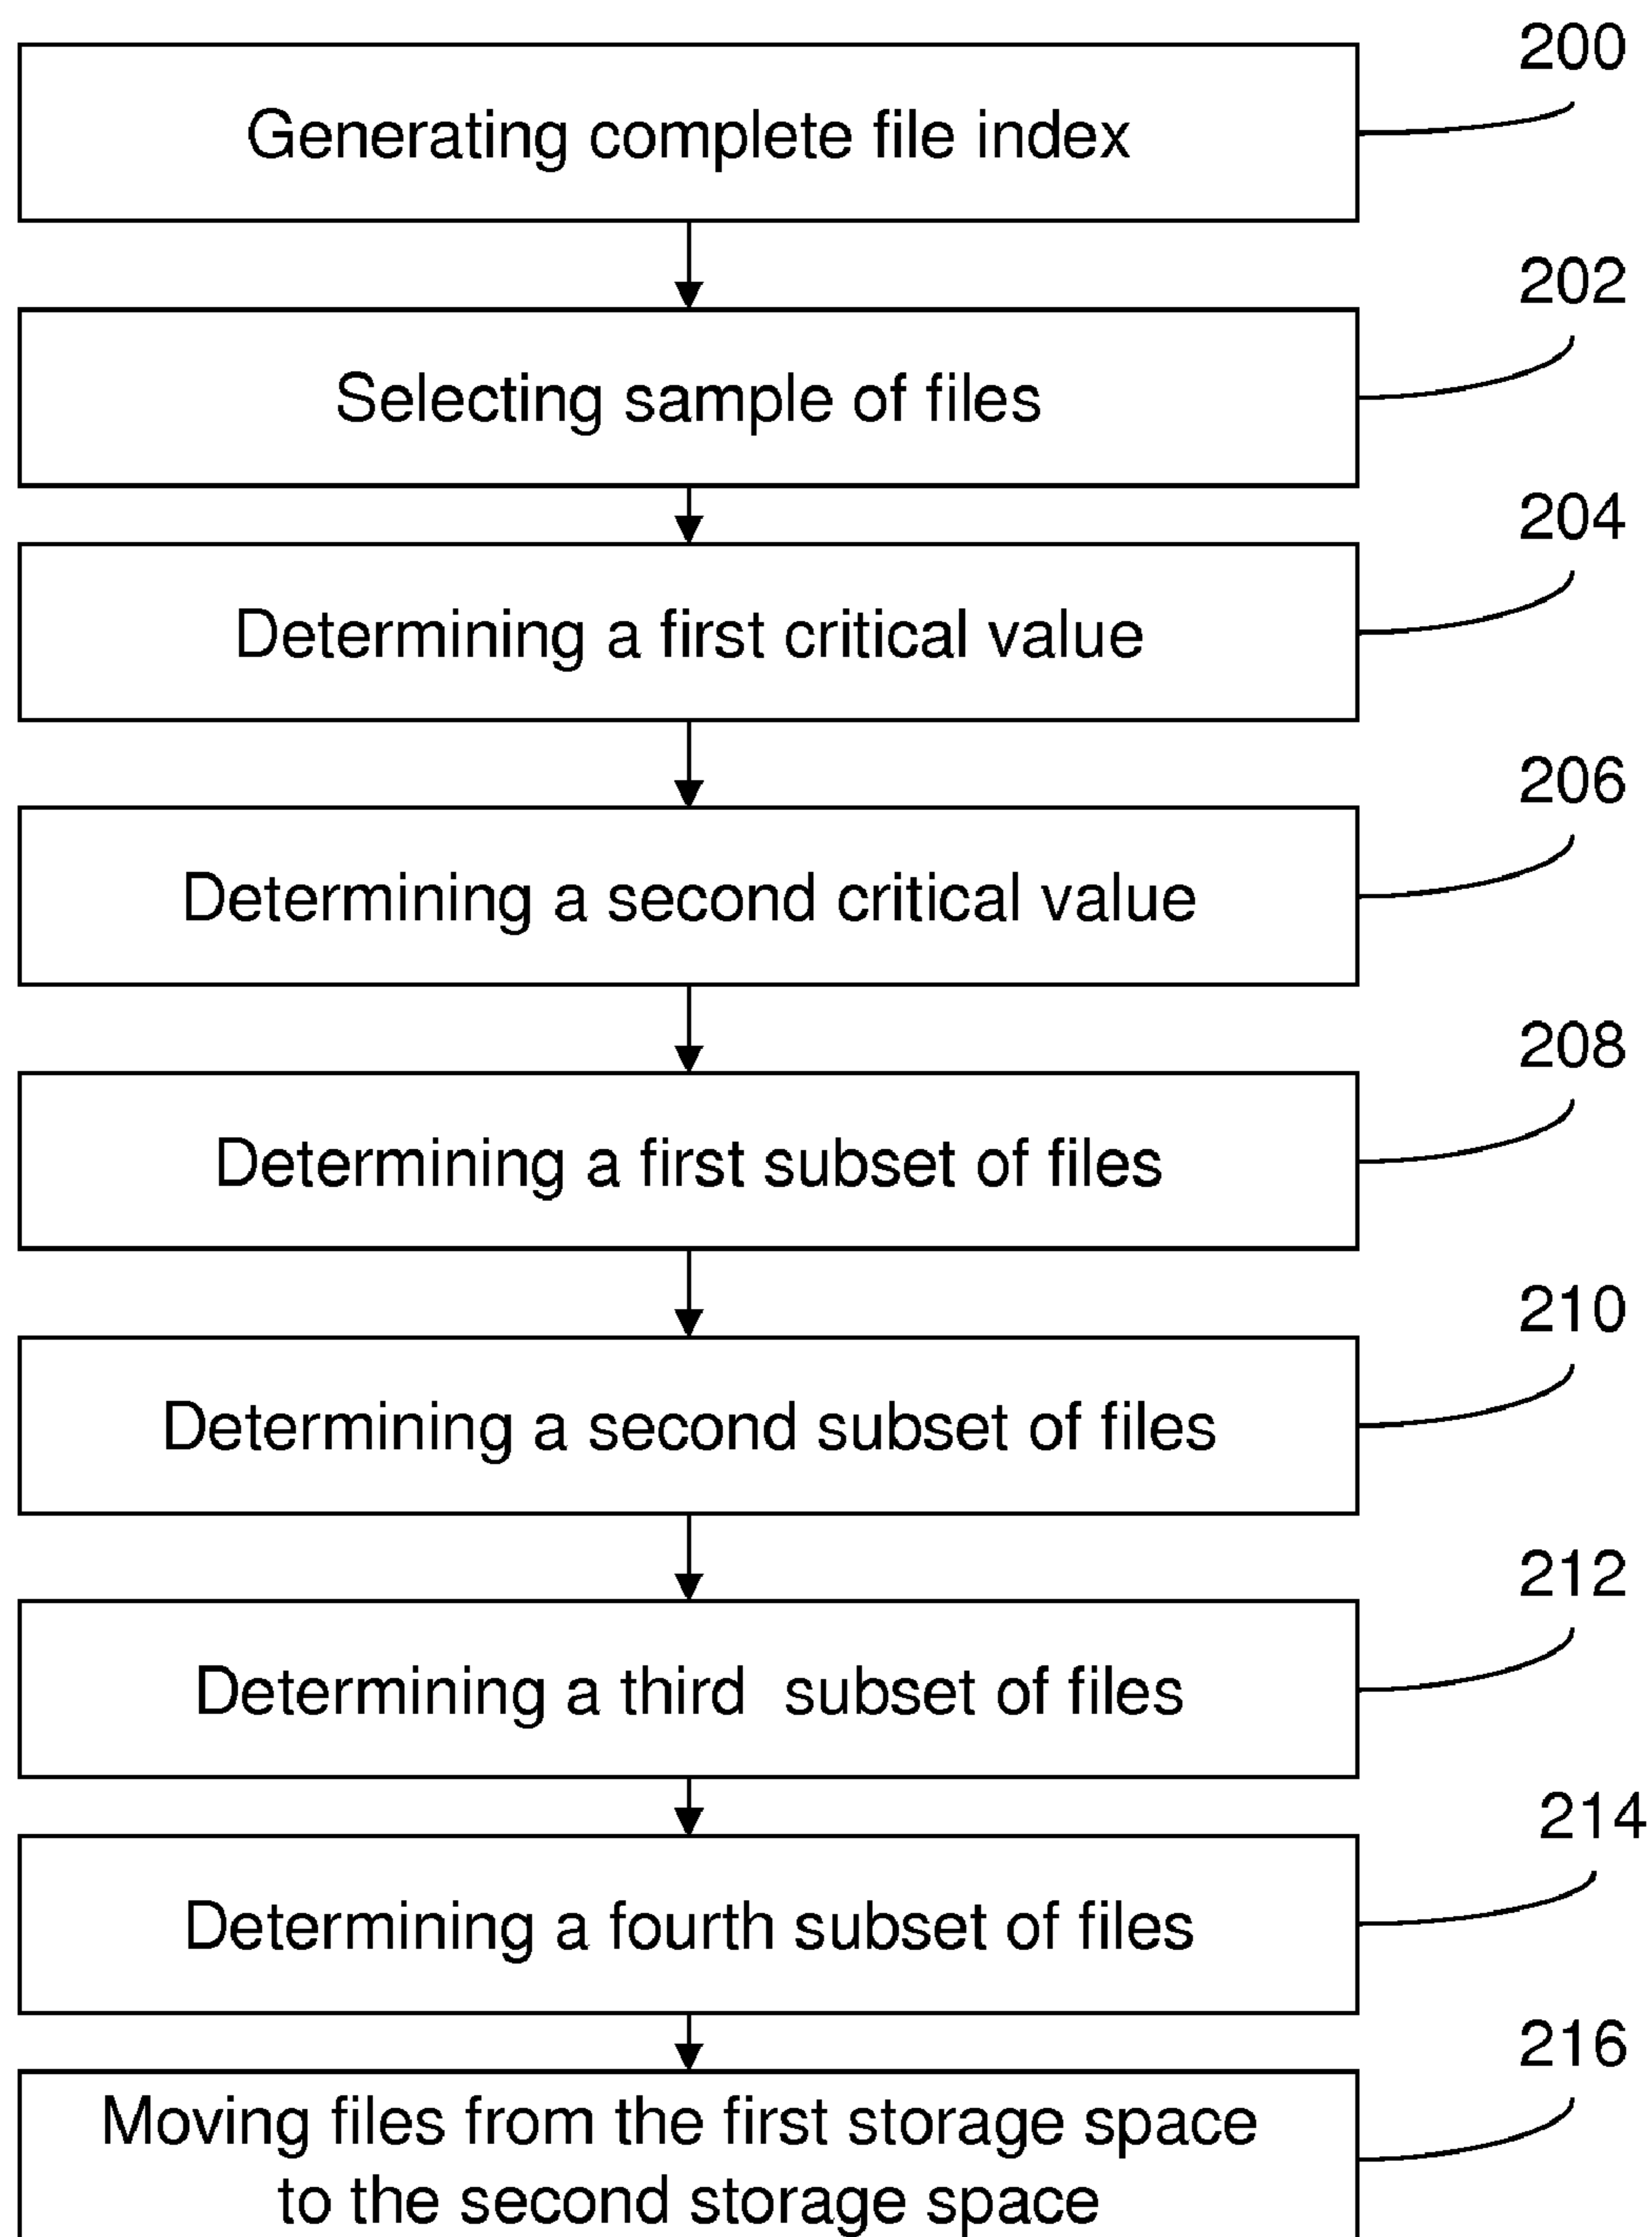 200
Generating complete file index
202
Selecting sample of files
204
Determining a first critical value
206
Determining a second critical value
208
Determining a first subset of files
210
Determining a second subset of files
212
Determining a third  subset of files
214
Determining a fourth subset of files
216
Moving files from the first storage space
to the second storage space